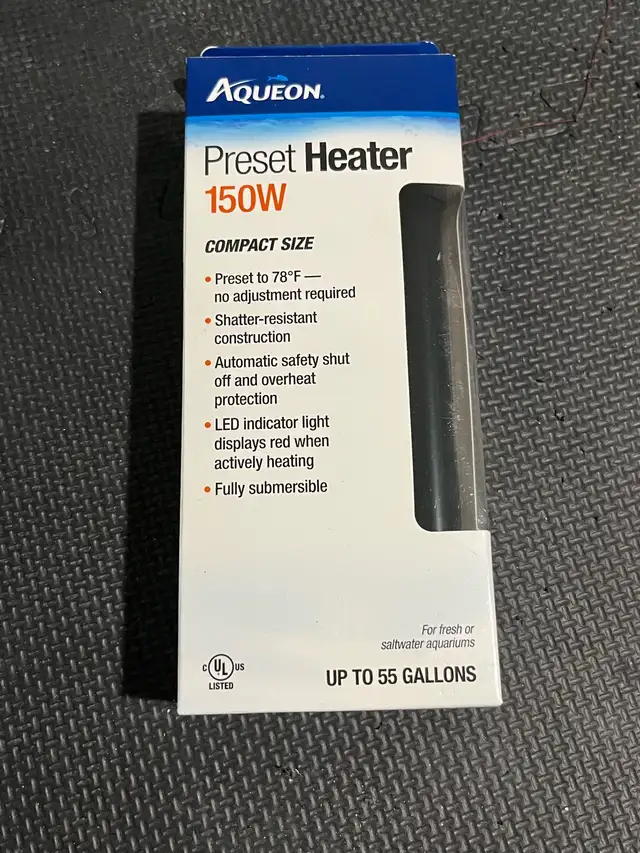 AQUEON®
Preset Heater
150W
COMPACT SIZE
• Preset to 78°F —
no adjustment required
• Shatter-resistant
construction
• Automatic safety shut
off and overheat
protection
• LED indicator light
displays red when
actively heating
• Fully submersible
For fresh or
saltwater aquariums
C UL US
LISTED
UP TO 55 GALLONS